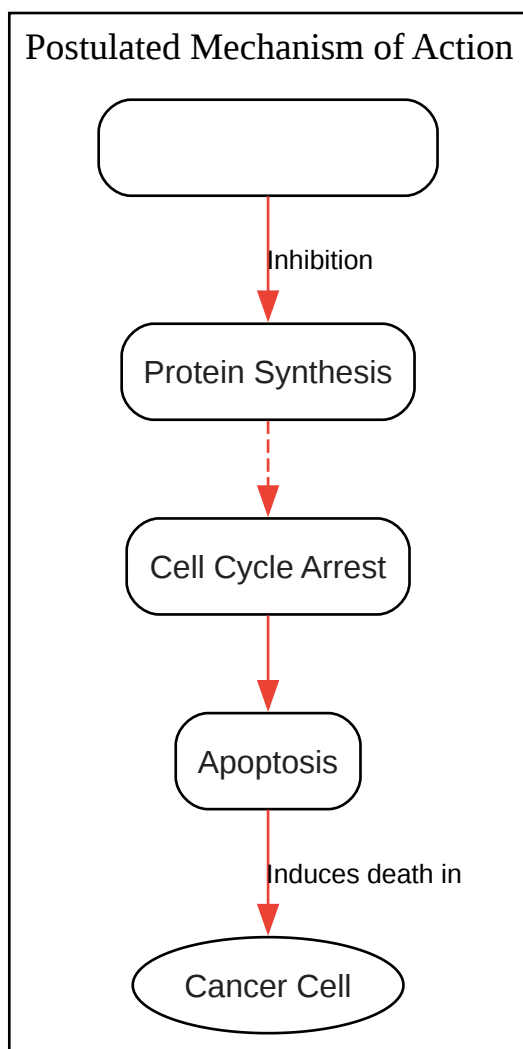 Postulated Mechanism of Action
Inhibition
Protein Synthesis
Cell Cycle Arrest
Apoptosis
Induces death in
Cancer Cell